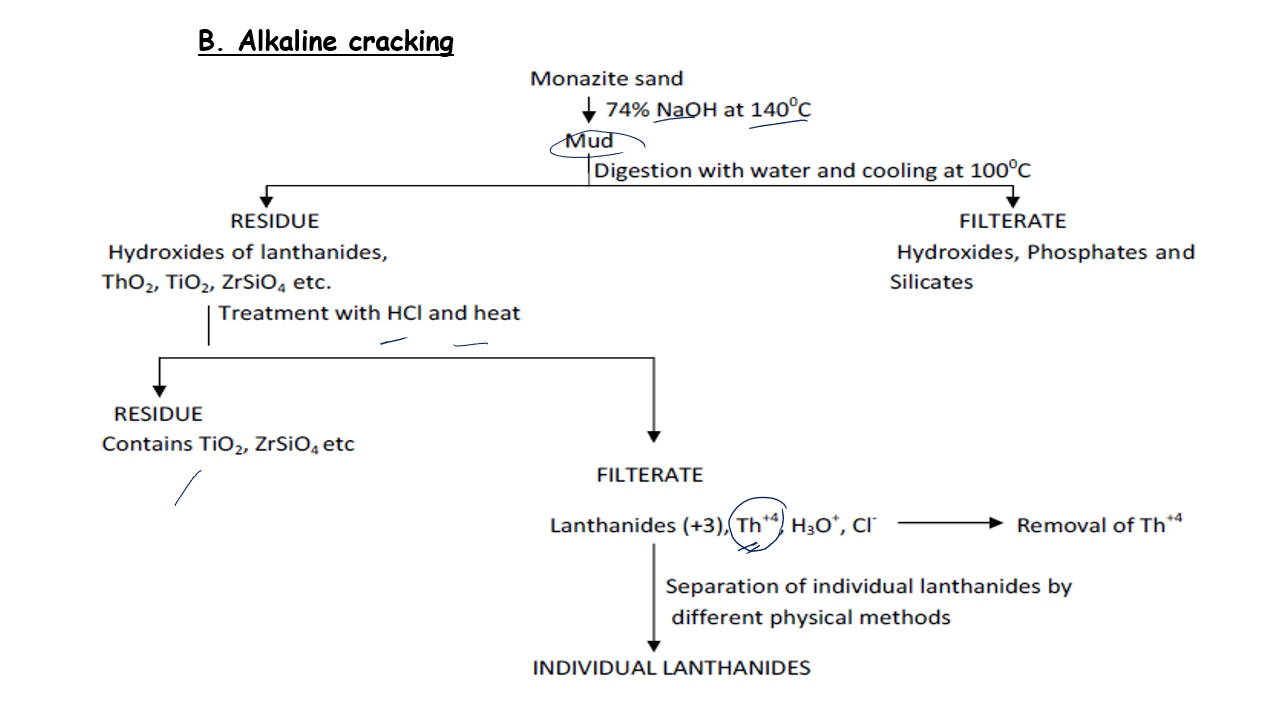 B. Alkaline cracking
Monazite sand
74% NaOH at 140⁰C
Mud
Digestion with water and cooling at 100⁰C
RESIDUE
Hydroxides of lanthanides,
ThO₂, TiO₂, ZrSiO₄ etc.
FILTERATE
Hydroxides, Phosphates and
Silicates
Treatment with HCl and heat
RESIDUE
Contains TiO₂, ZrSiO₄ etc
FILTERATE
Lanthanides (+3), Th⁺⁴, H₃O⁺, Cl⁻
Removal of Th⁺⁴
Separation of individual lanthanides by
different physical methods
INDIVIDUAL LANTHANIDES